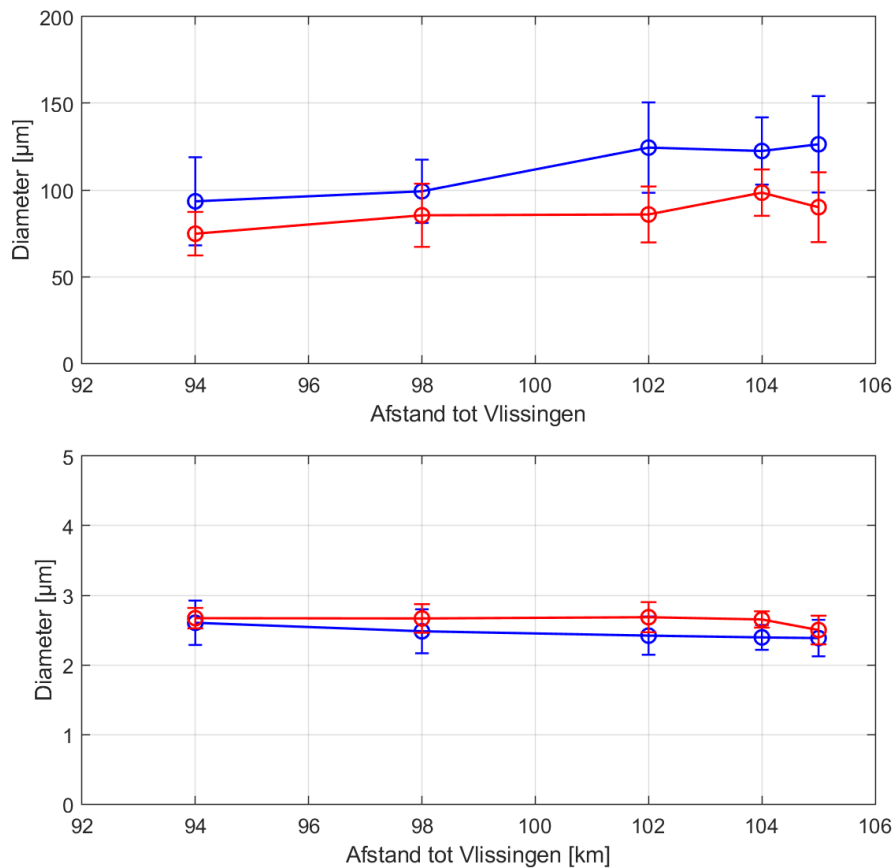 200
150
100
50
0
Diameter [µm]
92 94 96 98 100 102 104 106
Afstand tot Vlissingen
5
4
3
2
1
0
Diameter [µm]
92 94 96 98 100 102 104 106
Afstand tot Vlissingen [km]